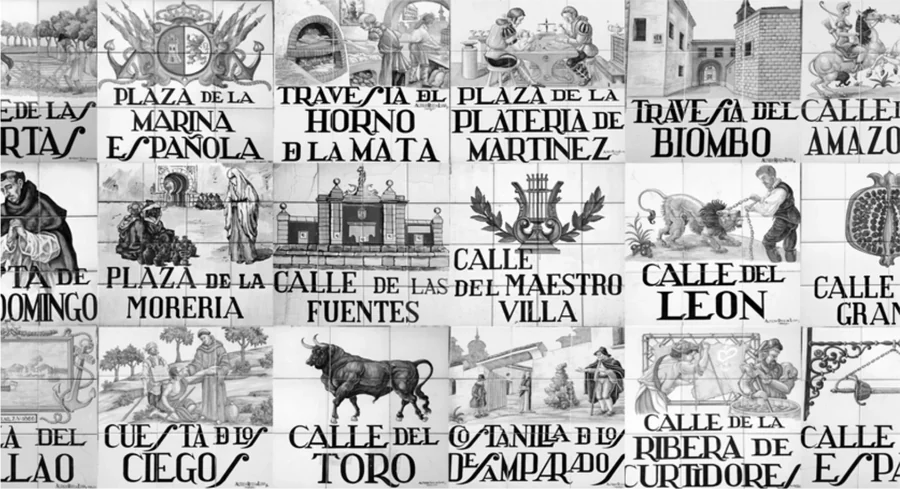 E DE LAS
RTAS
PLAZA DE LA
MARINA
ESPAÑOLA
TRAVESIA DEL
HORNO
DE LA MATA
PLAZA DE LA
PLATERIA DE
MARTINEZ
TRAVESIA DEL
BIOMBO
CALLE
AMAZO
TA DE
DOMINGO
PLAZA DE LA
MORERIA
CALLE DE LAS
FUENTES
CALLE
DEL MAESTRO
VILLA
CALLE DEL
LEON
CALLE
GRAN
A DEL
LLAO
CUESTA DE LOS
CIEGOS
CALLE DEL
TORO
COSTANILLA DE LOS
DESAMPARADOS
CALLE DE LA
RIBERA DE
CURTIDORES
CALLE
ESPA